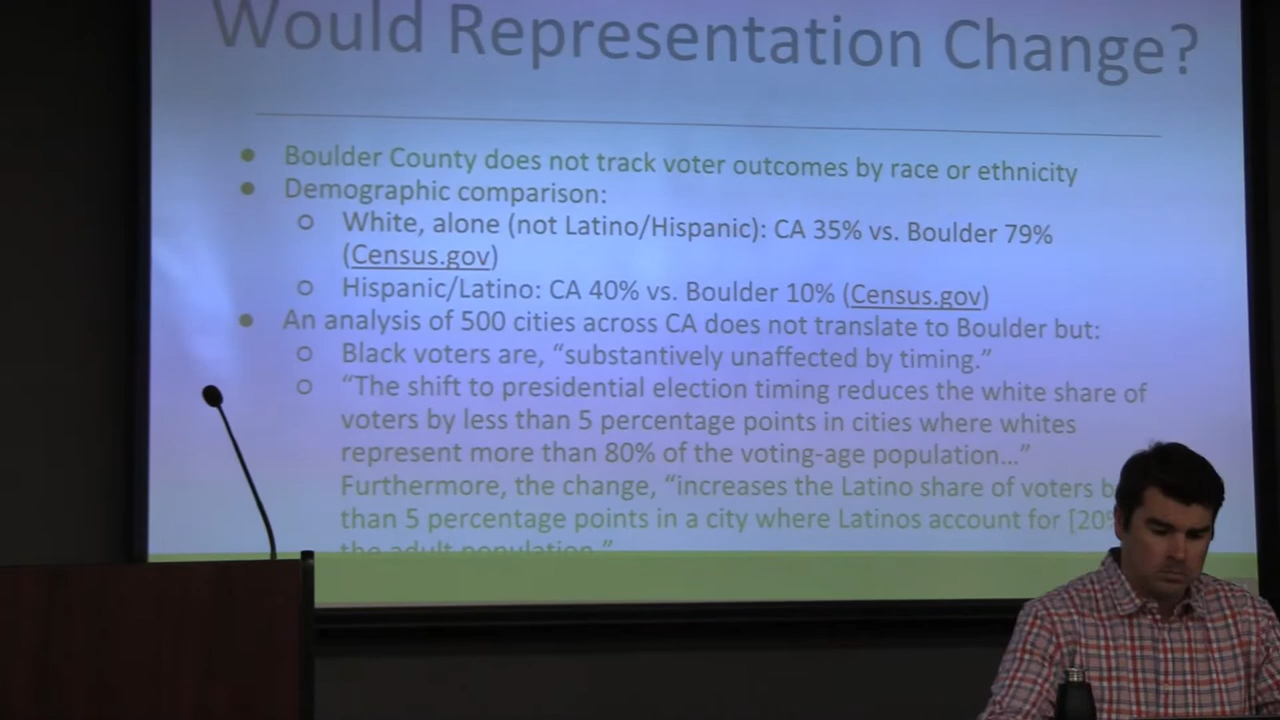 Would Representation Change?
● Boulder County does not track voter outcomes by race or ethnicity
● Demographic comparison:
○ White, alone (not Latino/Hispanic): CA 35% vs. Boulder 79%
(Census.gov)
○ Hispanic/Latino: CA 40% vs. Boulder 10% (Census.gov)
● An analysis of 500 cities across CA does not translate to Boulder but:
○ Black voters are, “substantively unaffected by timing.”
○ “The shift to presidential election timing reduces the white share of
voters by less than 5 percentage points in cities where whites
represent more than 80% of the voting-age population…”
Furthermore, the change, “increases the Latino share of voters
than 5 percentage points in a city where Latinos account for [20
the adult population.”